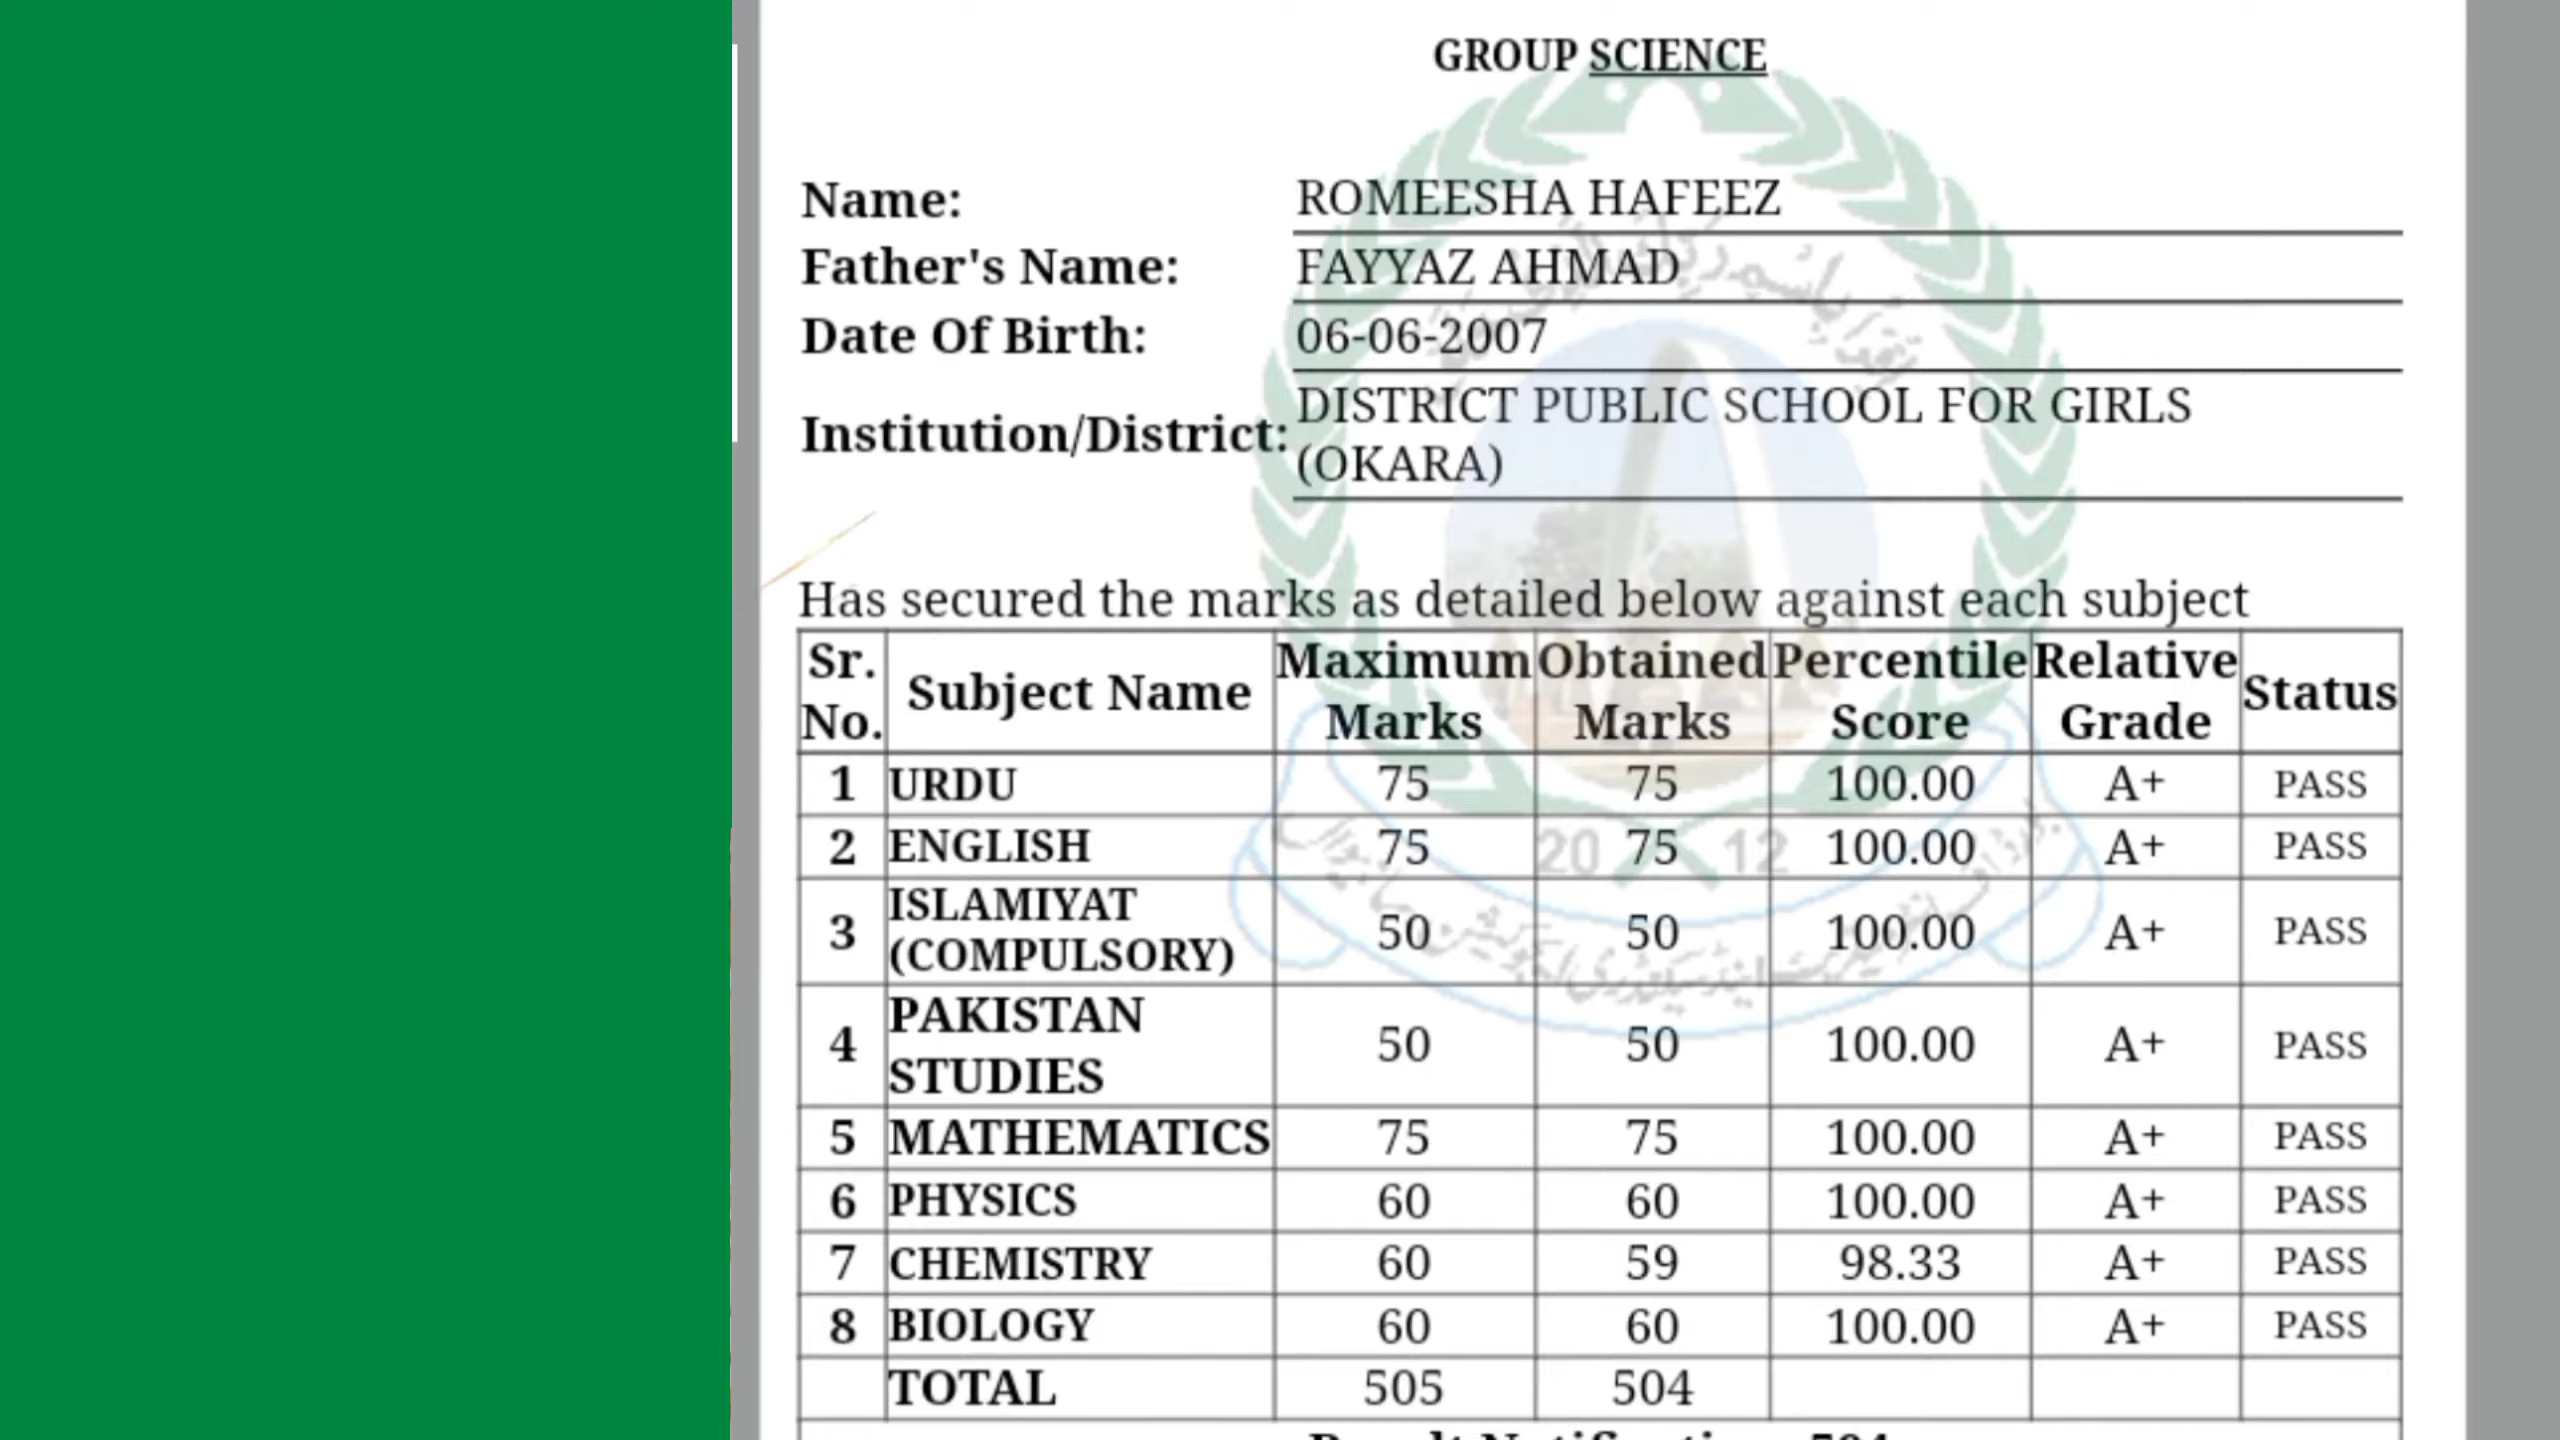 GROUP SCIENCE
Name: ROMEESHA HAFEEZ
Father's Name: FAYYAZ AHMAD
Date Of Birth: 06-06-2007
Institution/District: DISTRICT PUBLIC SCHOOL FOR GIRLS
(OKARA)
Has secured the marks as detailed below against each subject
Sr. No. Subject Name Maximum Marks Obtained Marks Percentile Score Relative Grade Status
1 URDU 75 75 100.00 A+ PASS
2 ENGLISH 75 75 100.00 A+ PASS
20 12
3 ISLAMIYAT (COMPULSORY) 50 50 100.00 A+ PASS
4 PAKISTAN STUDIES 50 50 100.00 A+ PASS
5 MATHEMATICS 75 75 100.00 A+ PASS
6 PHYSICS 60 60 100.00 A+ PASS
7 CHEMISTRY 60 59 98.33 A+ PASS
8 BIOLOGY 60 60 100.00 A+ PASS
TOTAL 505 504